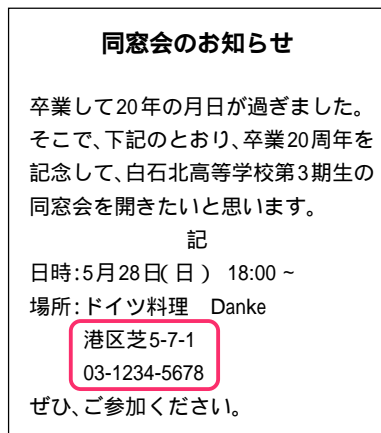 同窓会のお知らせ
卒業して20年の月日が過ぎました。
そこで、下記のとおり、卒業20周年を
記念して、白石北高等学校第3期生の
同窓会を開きたいと思います。
記
日時:5月28日(日) 18:00~
場所:ドイツ料理 Danke
港区芝5-7-1
03-1234-5678
ぜひ、ご参加ください。